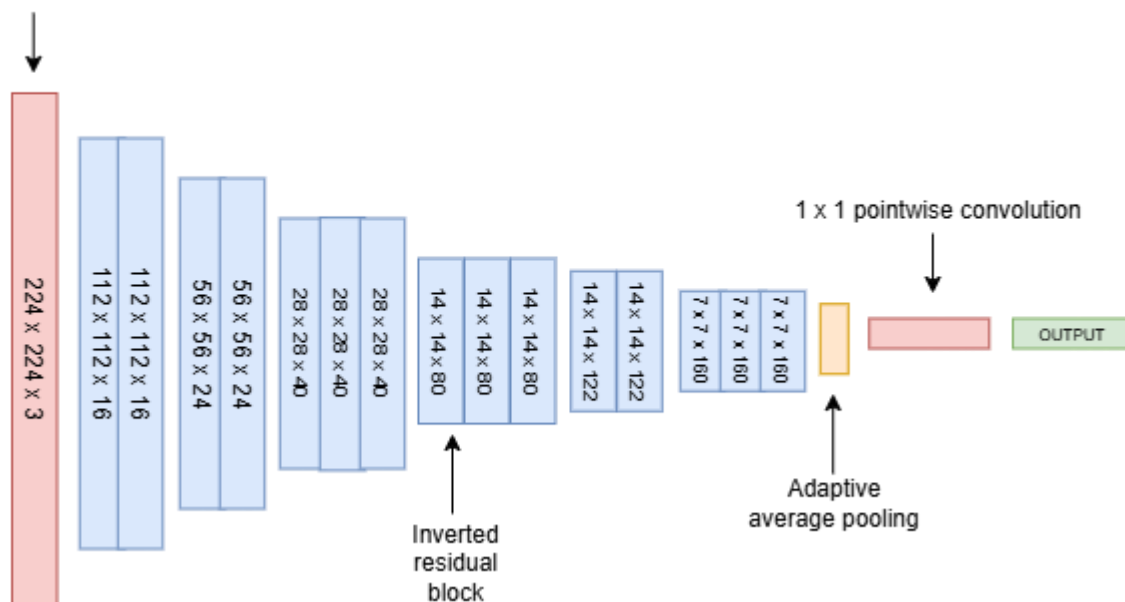 224 x 224 x 3
112 x 112 x 16
112 x 112 x 16
56 x 56 x 24
56 x 56 x 24
28 x 28 x 40
28 x 28 x 40
28 x 28 x 40
14 x 14 x 80
14 x 14 x 80
14 x 14 x 80
Inverted
residual
block
14 x 14 x 122
14 x 14 x 122
7 x 7 x 160
7 x 7 x 160
7 x 7 x 160
Adaptive
average pooling
1 x 1 pointwise convolution
OUTPUT